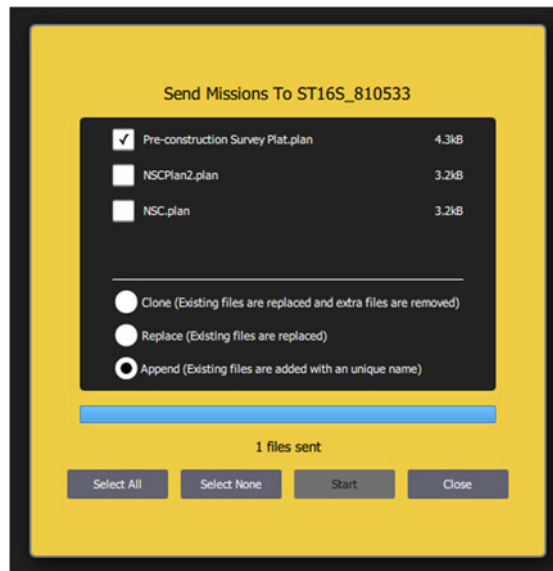 Send Missions To ST16S_810533
Pre-construction Survey Plat.plan 4.3kB
NSCPlan2.plan 3.2kB
NSC.plan 3.2kB
Clone (Existing files are replaced and extra files are removed)
Replace (Existing files are replaced)
Append (Existing files are added with an unique name)
1 files sent
Select All Select None Start Close